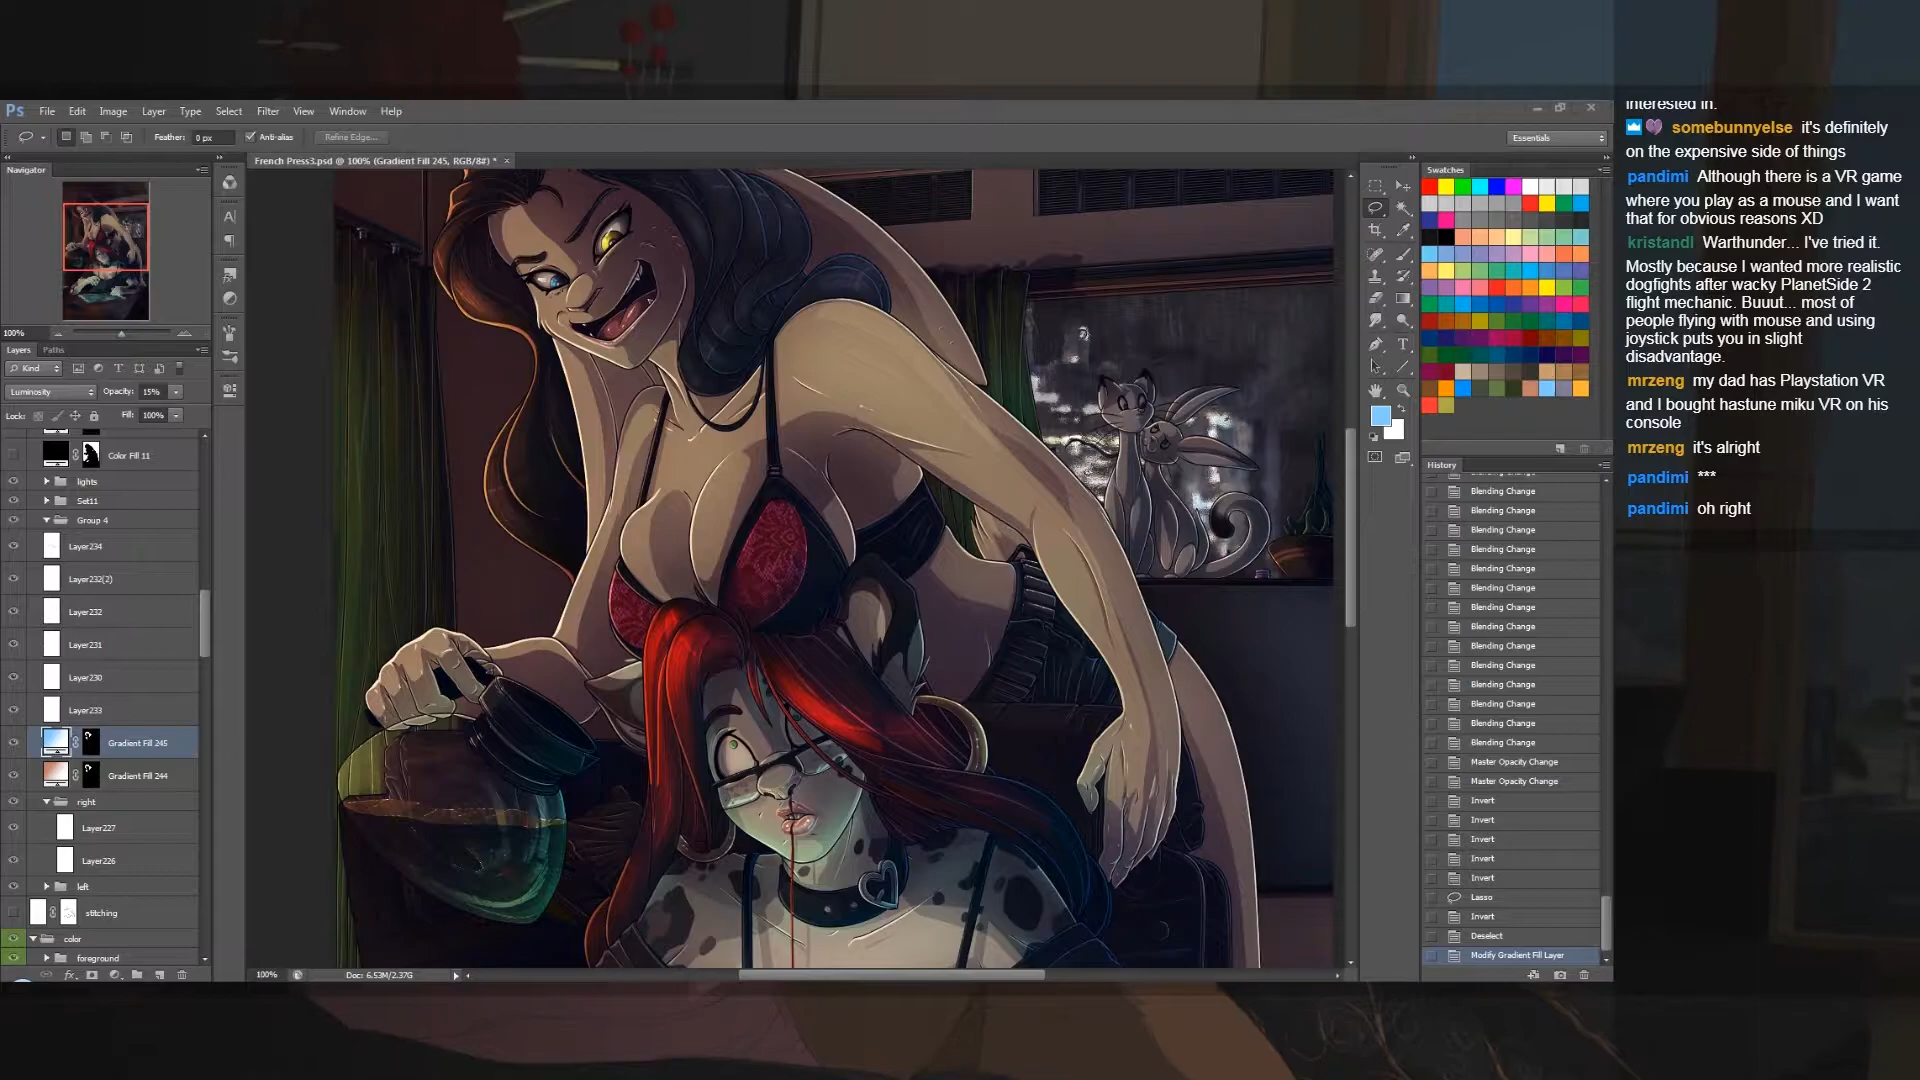 Ps File Edit Image Layer Type Select Filter View Window Help
Feather: 0 px Anti-alias Refine Edge... Essentials
French Press3.psd @ 100% (Gradient Fill 245, RGB/8#) * ×
Navigator
100%
Layers Paths
Kind
Luminosity Opacity: 15%
Lock: Fill: 100%
Color Fill 11
lights
Set11
Group 4
Layer234
Layer232(2)
Layer232
Layer231
Layer230
Layer233
Gradient Fill 245
Gradient Fill 244
right
Layer227
Layer226
left
stitching
color
foreground
100% Doc: 6.53M/2.37G
Swatches
History
Blending Change
Blending Change
Blending Change
Blending Change
Blending Change
Blending Change
Blending Change
Blending Change
Blending Change
Blending Change
Blending Change
Blending Change
Blending Change
Blending Change
Master Opacity Change
Master Opacity Change
Invert
Invert
Invert
Invert
Invert
Lasso
Invert
Deselect
Modify Gradient Fill Layer
interested in.
somebunnyelse it's definitely
on the expensive side of things
pandimi Although there is a VR game
where you play as a mouse and I want
that for obvious reasons XD
kristandl Warthunder... I've tried it.
Mostly because I wanted more realistic
dogfights after wacky PlanetSide 2
flight mechanic. Buuut... most of
people flying with mouse and using
joystick puts you in slight
disadvantage.
mrzeng my dad has Playstation VR
and I bought hastune miku VR on his
console
mrzeng it's alright
pandimi ***
pandimi oh right